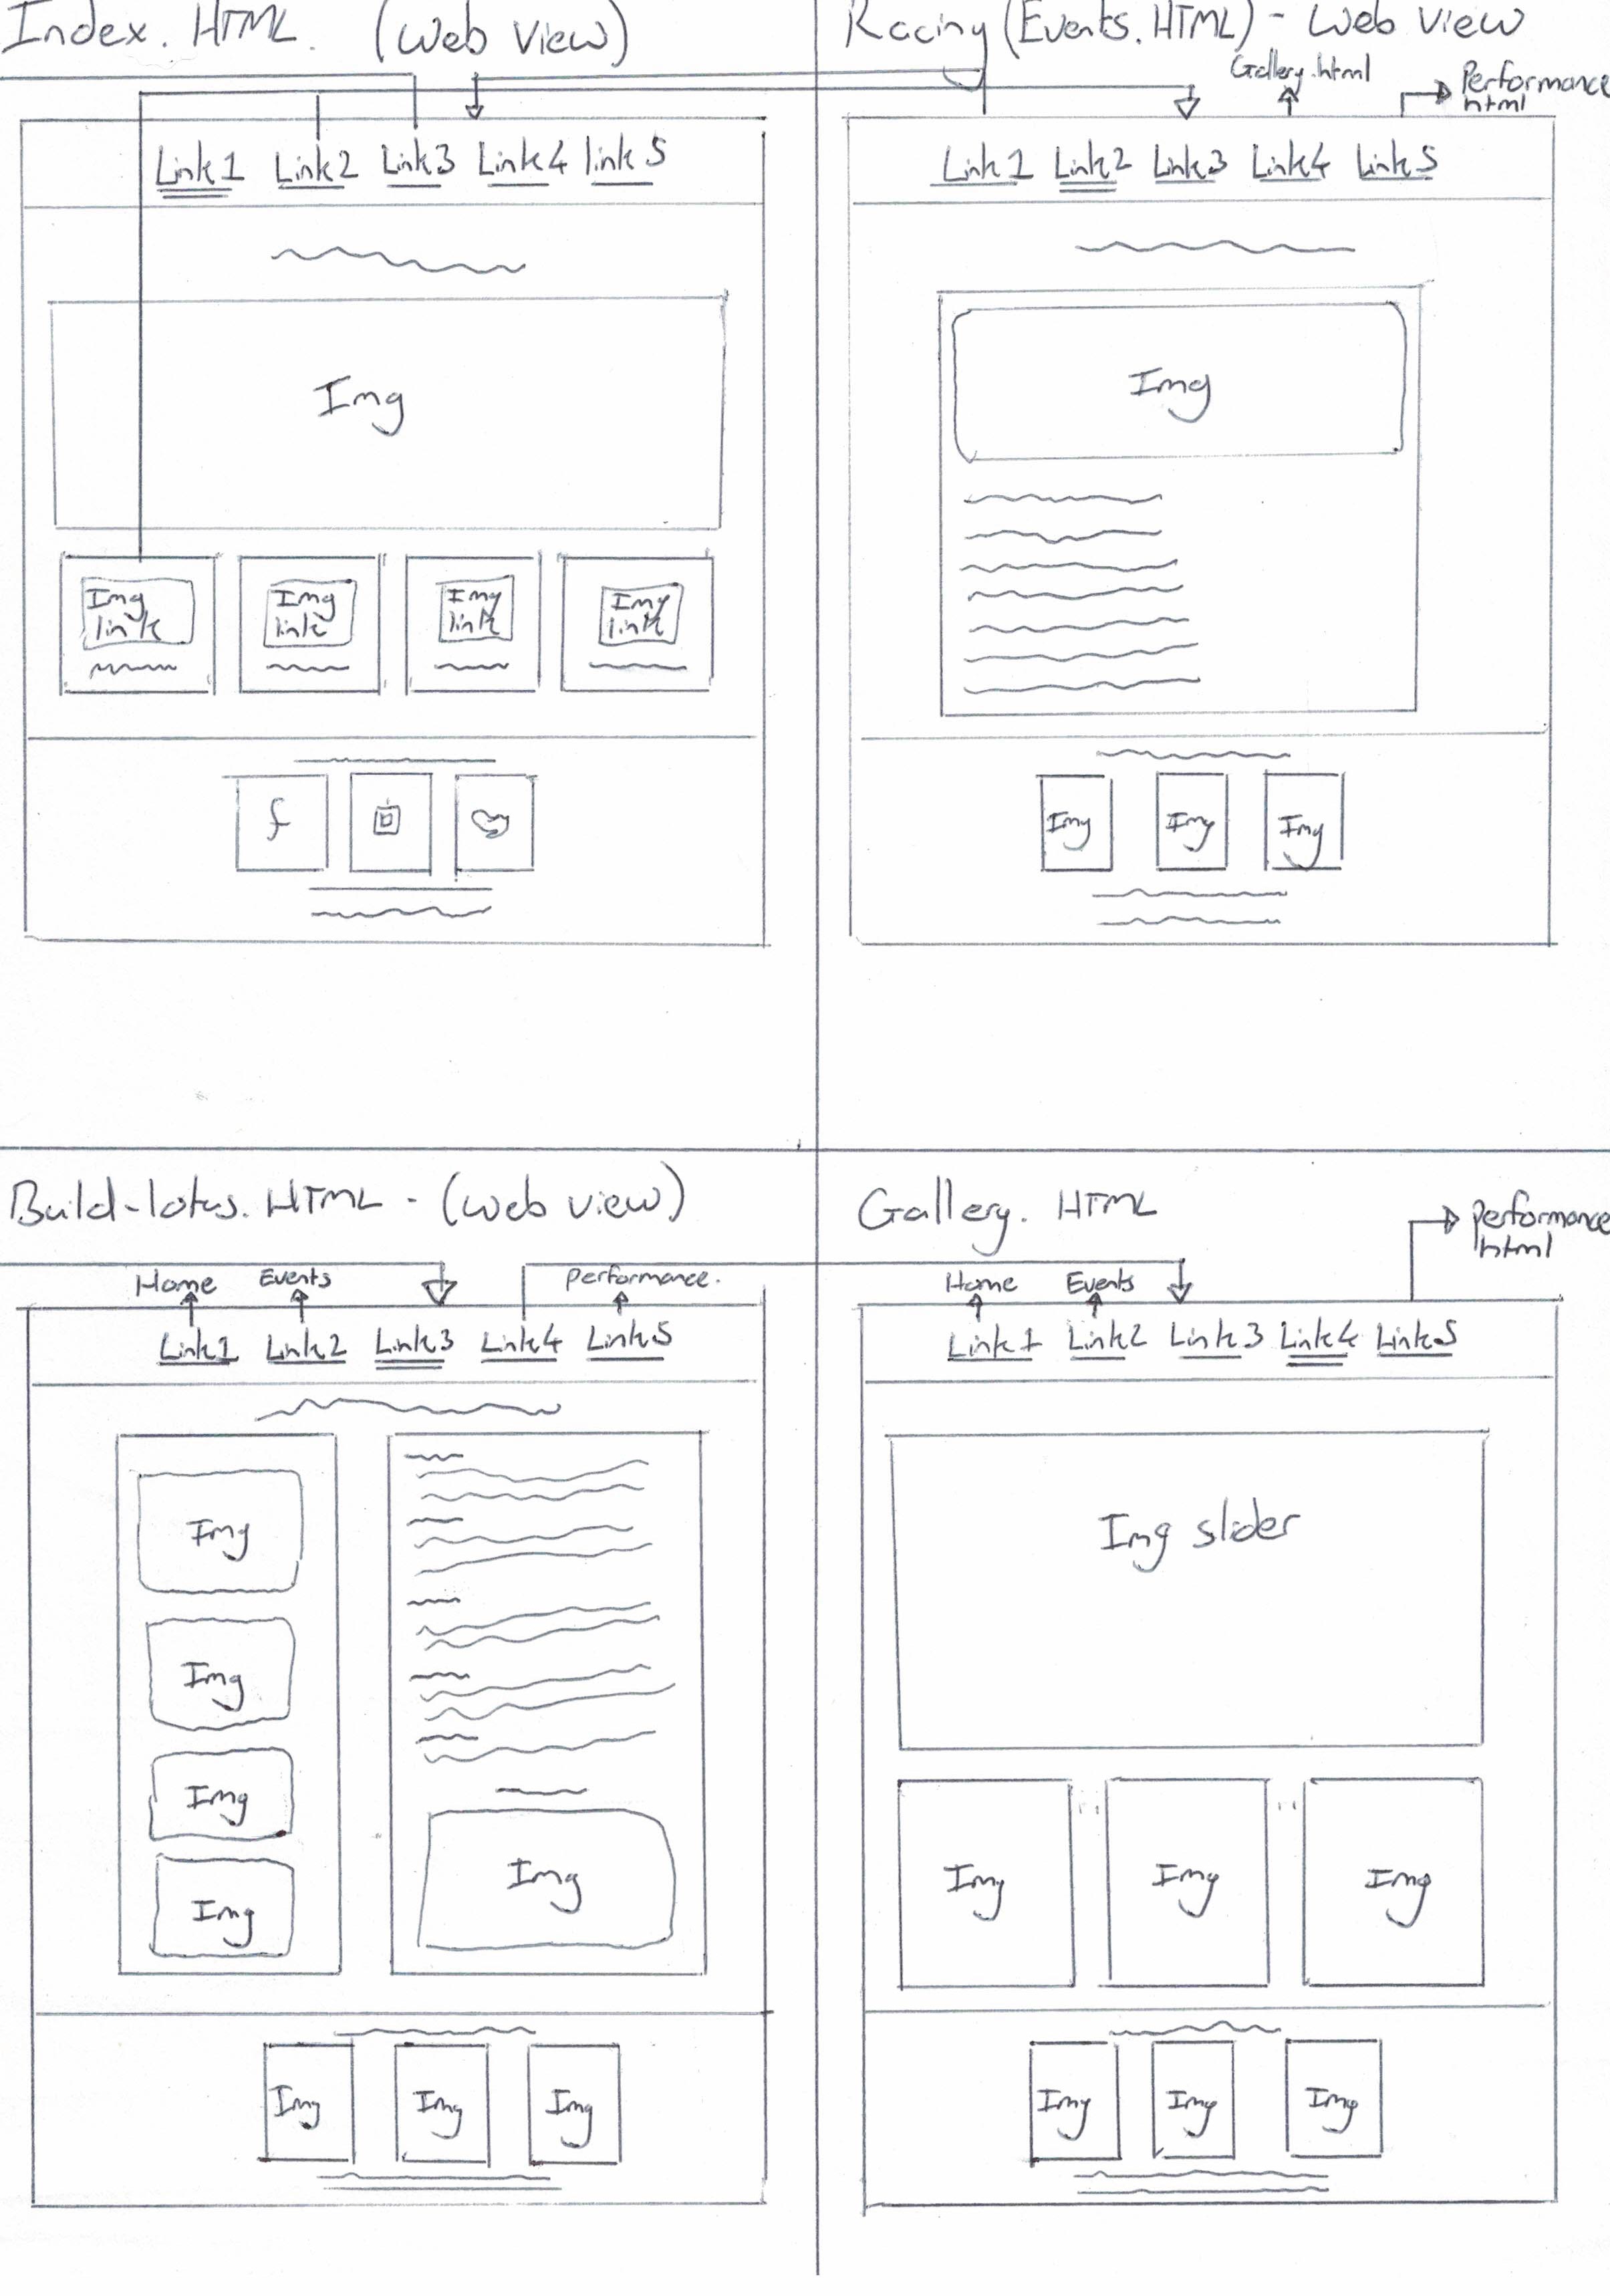 Index. HTML. (Web View)
Link1 Link2 Link3 Link4 link5
Img
Img
link
Img
link
Img
link
Img
link
f
Racing (Events.HTML) - Web View
Gallery.html
Performance
html
Link1 Link2 Link3 Link4 Link5
Img
Img Img Img
Build-lotus. HTML - (Web view)
Home Events Performance.
Link1 Link2 Link3 Link4 Link5
Img
Img
Img
Img
Img
Img Img Img
Gallery. HTML
Performance
html
Home Events
Link1 Link2 Link3 Link4 Link5
Img slider
Img Img Img
Img Img Img